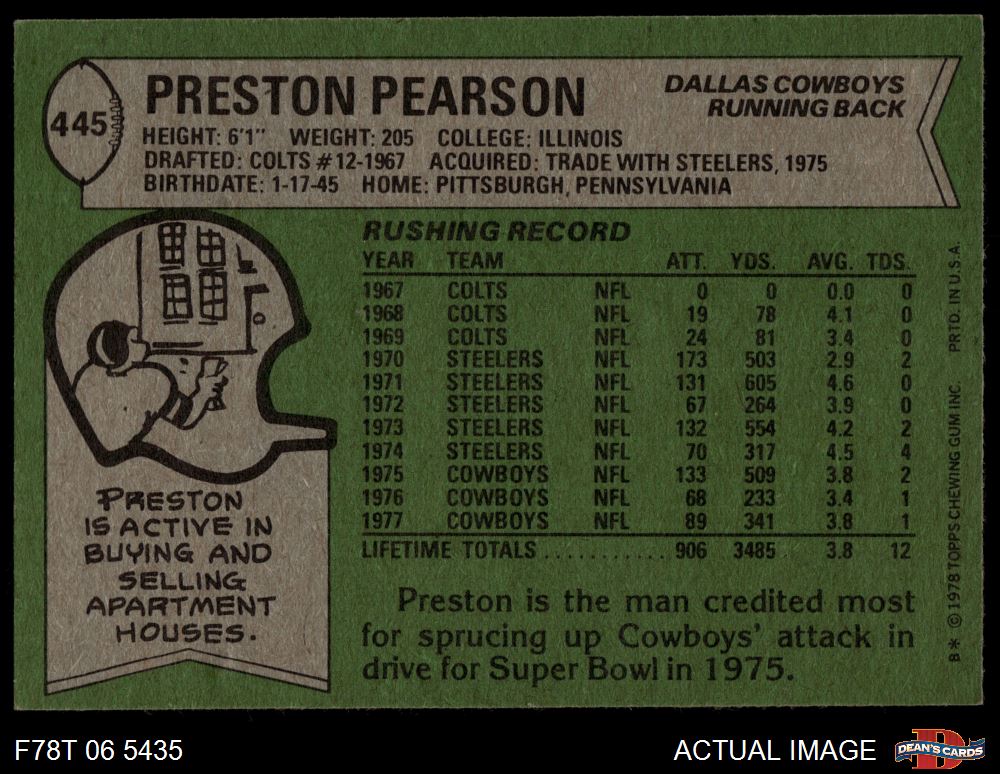 445
PRESTON PEARSON
DALLAS COWBOYS
RUNNING BACK
HEIGHT: 6'1" WEIGHT: 205 COLLEGE: ILLINOIS
DRAFTED: COLTS #12-1967 ACQUIRED: TRADE WITH STEELERS, 1975
BIRTHDATE: 1-17-45 HOME: PITTSBURGH, PENNSYLVANIA
RUSHING RECORD
YEAR TEAM ATT. YDS. AVG. TDS.
1967 COLTS NFL 0 0 0.0 0
1968 COLTS NFL 19 78 4.1 0
1969 COLTS NFL 24 81 3.4 0
1970 STEELERS NFL 173 503 2.9 2
1971 STEELERS NFL 131 605 4.6 0
1972 STEELERS NFL 67 264 3.9 0
1973 STEELERS NFL 132 554 4.2 2
1974 STEELERS NFL 70 317 4.5 4
1975 COWBOYS NFL 133 509 3.8 2
1976 COWBOYS NFL 68 233 3.4 1
1977 COWBOYS NFL 89 341 3.8 1
LIFETIME TOTALS........... 906 3485 3.8 12
PRESTON
IS ACTIVE IN
BUYING AND
SELLING
APARTMENT
HOUSES.
Preston is the man credited most
for sprucing up Cowboys' attack in
drive for Super Bowl in 1975.
B* ©1978 TOPPS CHEWING GUM INC. PRTD. IN U.S.A.
F78T 06 5435
ACTUAL IMAGE
D
DEAN'S CARDS